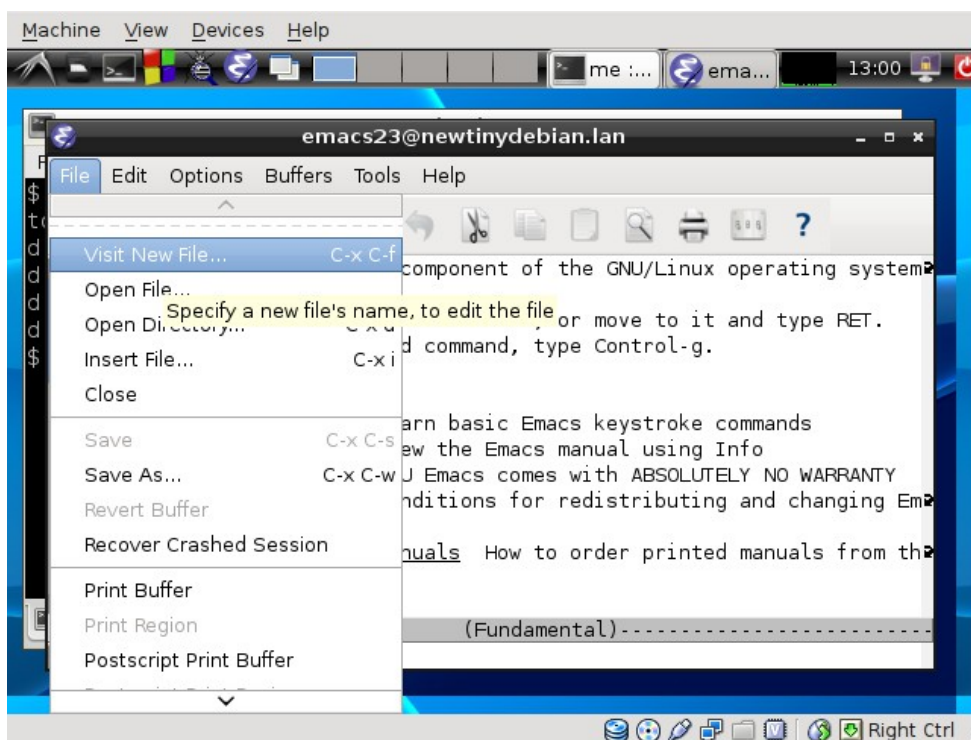 Machine View Devices Help
me :... ema... 13:00
emacs23@newtinydebian.lan
File Edit Options Buffers Tools Help
Visit New File... C-x C-f
component of the GNU/Linux operating system
Open File...
Specify a new file's name, to edit the file
Open Directory... or move to it and type RET.
Insert File... C-x i
d command, type Control-g.
Close
arn basic Emacs keystroke commands
Save C-x C-s
ew the Emacs manual using Info
Save As... C-x C-w
U Emacs comes with ABSOLUTELY NO WARRANTY
Revert Buffer
nditions for redistributing and changing Em
Recover Crashed Session
nuals How to order printed manuals from th
Print Buffer
Print Region
(Fundamental)--------------------------
Postscript Print Buffer
Right Ctrl